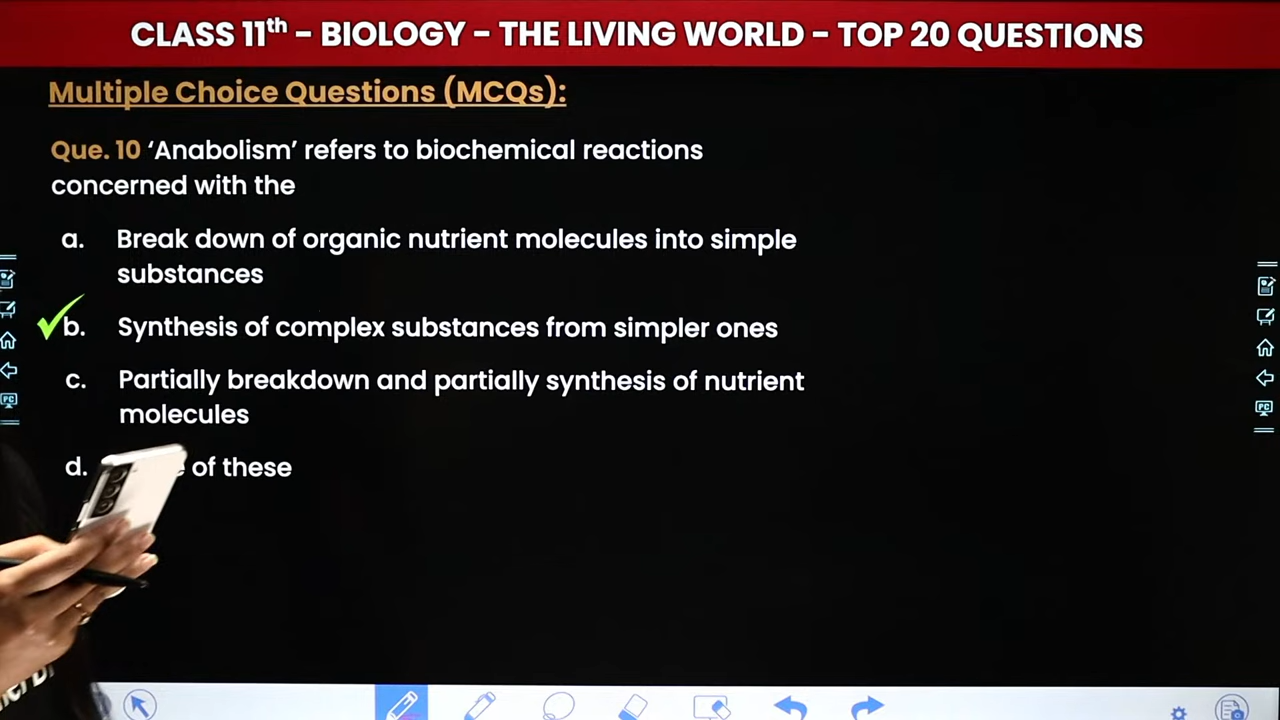 CLASS 11th – BIOLOGY – THE LIVING WORLD – TOP 20 QUESTIONS
Multiple Choice Questions (MCQs):
Que. 10 ‘Anabolism’ refers to biochemical reactions
concerned with the
a. Break down of organic nutrient molecules into simple
substances
b. Synthesis of complex substances from simpler ones
c. Partially breakdown and partially synthesis of nutrient
molecules
d. of these
PC
PC